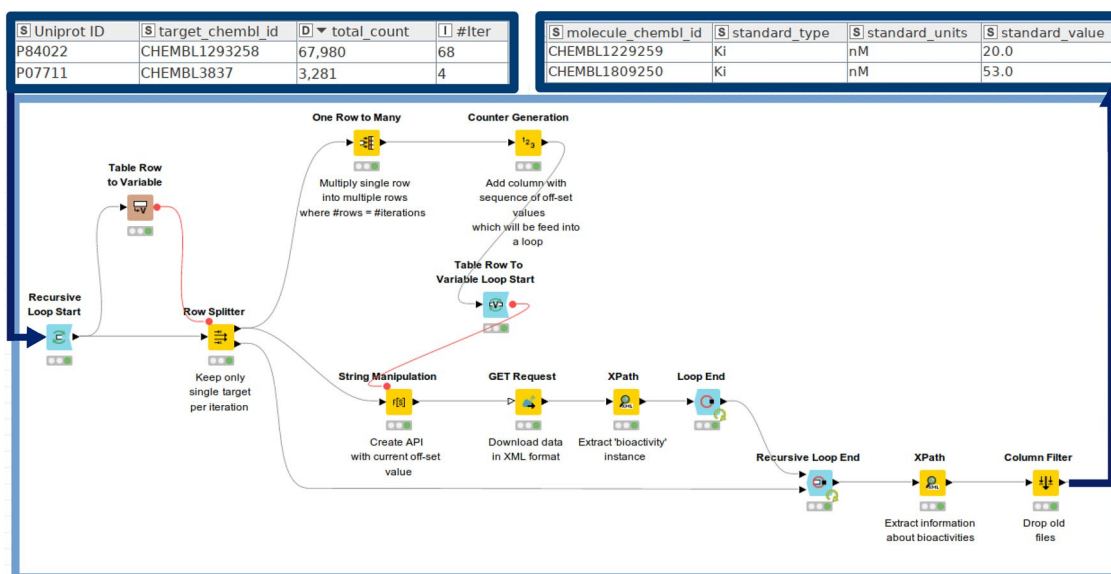 S Uniprot ID S target_chembl_id D total_count I #Iter
P84022 CHEMBL1293258 67,980 68
P07711 CHEMBL3837 3,281 4
S molecule_chembl_id S standard_type S standard_units S standard_value
CHEMBL1229259 Ki nM 20.0
CHEMBL1809250 Ki nM 53.0
One Row to Many
Multiply single row
into multiple rows
where #rows = #iterations
Counter Generation
1 2 3
Add column with
sequence of off-set
values
which will be feed into
a loop
Table Row
to Variable
V
Table Row To
Variable Loop Start
V
Recursive
Loop Start
Row Splitter
Keep only
single target
per iteration
String Manipulation
f[S]
Create API
with current off-set
value
GET Request
Download data
in XML format
XPath
XML
Extract 'bioactivity'
instance
Loop End
Recursive Loop End
XPath
XML
Extract information
about bioactivities
Column Filter
Drop old
files